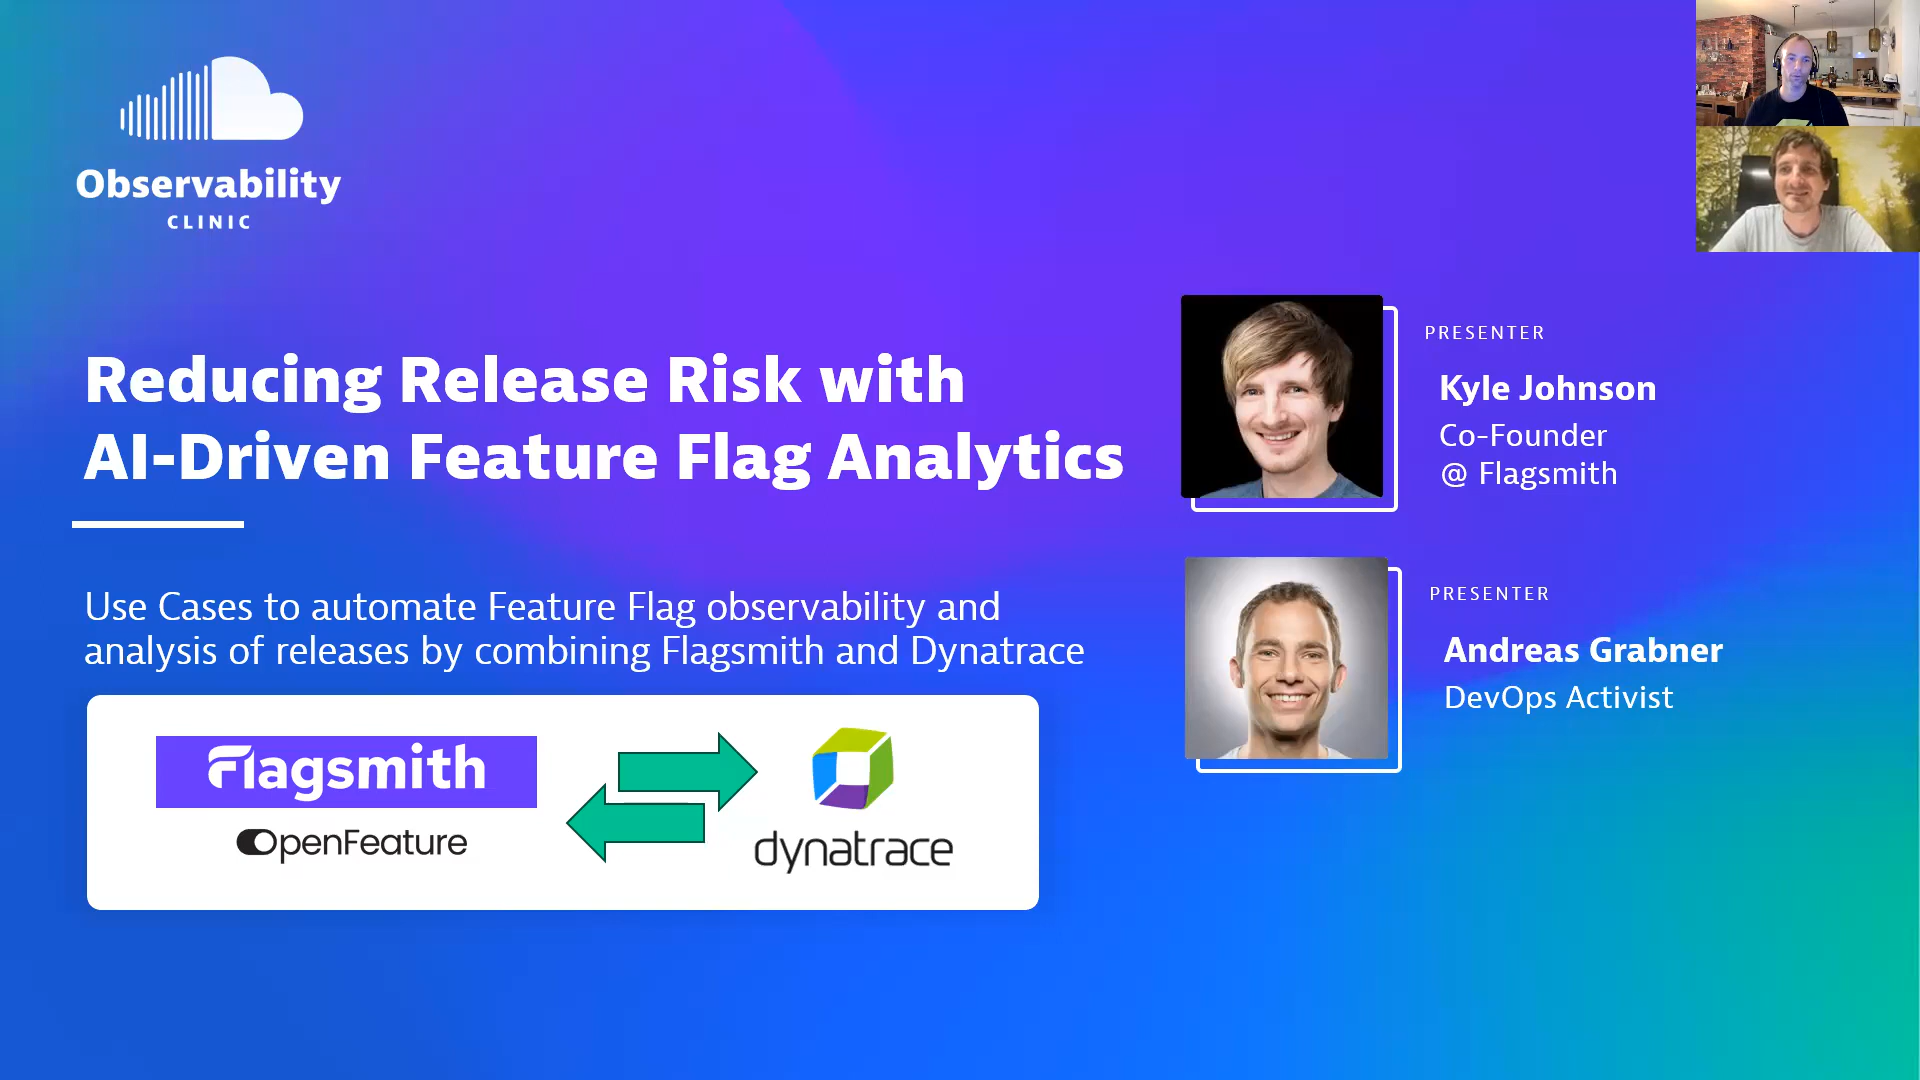 Observability
CLINIC
Reducing Release Risk with
AI-Driven Feature Flag Analytics
Use Cases to automate Feature Flag observability and
analysis of releases by combining Flagsmith and Dynatrace
Flagsmith
OpenFeature
dynatrace
PRESENTER
Kyle Johnson
Co-Founder
@ Flagsmith
PRESENTER
Andreas Grabner
DevOps Activist